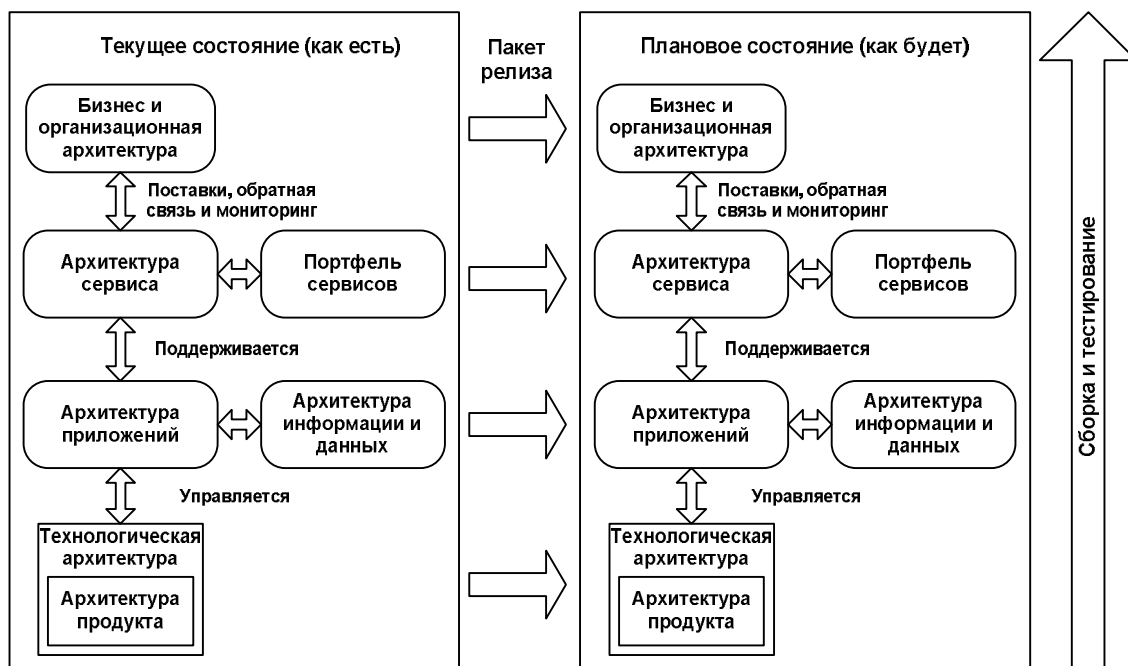 Текущее состояние (как есть)
Бизнес и
организационная
архитектура
Поставки, обратная
связь и мониторинг
Архитектура
сервиса
Портфель
сервисов
Поддерживается
Архитектура
приложений
Архитектура
информации и
данных
Управляется
Технологическая
архитектура
Архитектура
продукта
Пакет
релиза
Плановое состояние (как будет)
Бизнес и
организационная
архитектура
Поставки, обратная
связь и мониторинг
Архитектура
сервиса
Портфель
сервисов
Поддерживается
Архитектура
приложений
Архитектура
информации и
данных
Управляется
Технологическая
архитектура
Архитектура
продукта
Сборка и тестирование